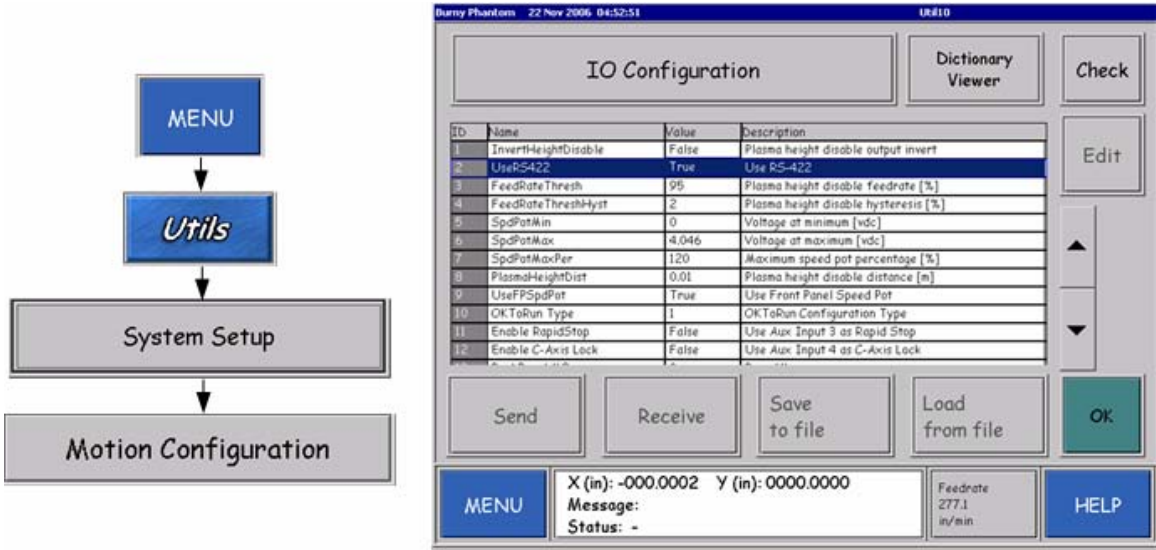 MENU
Utils
System Setup
Motion Configuration
Burny Phantom 22 Nov 2006 04:52:51 Util10
IO Configuration
Dictionary
Viewer
Check
Edit
ID Name Value Description
1 InvertHeightDisable False Plasma height disable output invert
2 UseRS422 True Use RS-422
3 FeedRateThresh 95 Plasma height disable feedrate [%]
4 FeedRateThreshHyst 2 Plasma height disable hysteresis [%]
5 SpdPotMin 0 Voltage at minimum [vdc]
6 SpdPotMax 4.046 Voltage at maximum [vdc]
7 SpdPotMaxPer 120 Maximum speed pot percentage [%]
8 PlasmaHeightDist 0.01 Plasma height disable distance [m]
9 UseFPSpdPot True Use Front Panel Speed Pot
10 OKToRun Type 1 OKToRun Configuration Type
11 Enable RapidStop False Use Aux Input 3 as Rapid Stop
12 Enable C-Axis Lock False Use Aux Input 4 as C-Axis Lock
Send
Receive
Save
to file
Load
from file
OK
MENU
X (in): -000.0002 Y (in): 0000.0000
Message:
Status: -
Feedrate
277.1
in/min
HELP